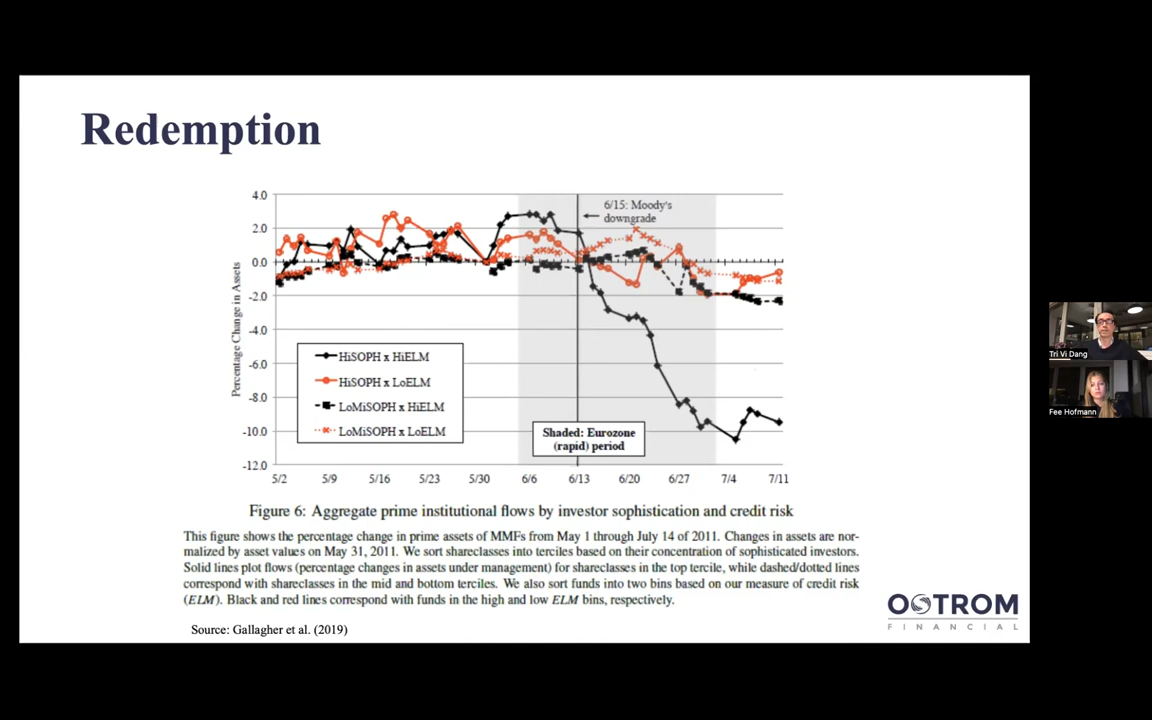 Redemption
4.0
2.0
0.0
-2.0
-4.0
-6.0
-8.0
-10.0
-12.0
Percentage Change in Assets
6/15: Moody's
downgrade
HiSOPH x HiELM
HiSOPH x LoELM
LoMiSOPH x HiELM
LoMiSOPH x LoELM
Shaded: Eurozone
(rapid) period
5/2 5/9 5/16 5/23 5/30 6/6 6/13 6/20 6/27 7/4 7/11
Figure 6: Aggregate prime institutional flows by investor sophistication and credit risk
This figure shows the percentage change in prime assets of MMFs from May 1 through July 14 of 2011. Changes in assets are nor-
malized by asset values on May 31, 2011. We sort shareclasses into terciles based on their concentration of sophisticated investors.
Solid lines plot flows (percentage changes in assets under management) for shareclasses in the top tercile, while dashed/dotted lines
correspond with shareclasses in the mid and bottom terciles. We also sort funds into two bins based on our measure of credit risk
(ELM). Black and red lines correspond with funds in the high and low ELM bins, respectively.
Source: Gallagher et al. (2019)
OSTROM
FINANCIAL
Tri Vi Dang
Fee Hofmann